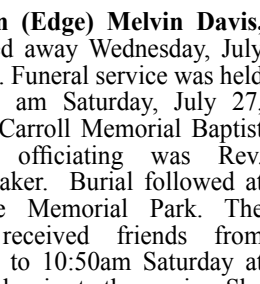 (Edge) Melvin Davis,
away Wednesday, July
Funeral service was held
am Saturday, July 27,
Carroll Memorial Baptist
officiating was Rev.
Burial followed at
Memorial Park. The
received friends from
to 10:50am Saturday at